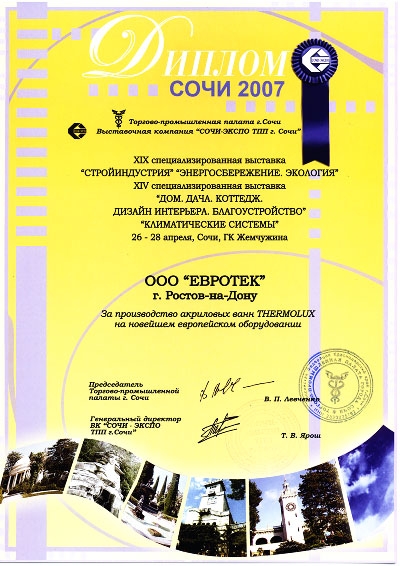 Диплом
СОЧИ 2007
Торгово-промышленная палата г.Сочи
Выставочная компания "СОЧИ-ЭКСПО ТПП г. Сочи"
XIX специализированная выставка
"СТРОЙИНДУСТРИЯ" "ЭНЕРГОСБЕРЕЖЕНИЕ. ЭКОЛОГИЯ"
XIV специализированная выставка
"ДОМ. ДАЧА. КОТТЕДЖ.
ДИЗАЙН ИНТЕРЬЕРА. БЛАГОУСТРОЙСТВО"
"КЛИМАТИЧЕСКИЕ СИСТЕМЫ"
26 - 28 апреля, Сочи, ГК Жемчужина
ООО "ЕВРОТЕК"
г. Ростов-на-Дону
За производство акриловых ванн THERMOLUX
на новейшем европейском оборудовании
Председатель
Торгово-промышленной
палаты г. Сочи
В. П. Левченко
Генеральный директор
ВК "СОЧИ - ЭКСПО
ТПП г.Сочи"
Т. В. Ярош